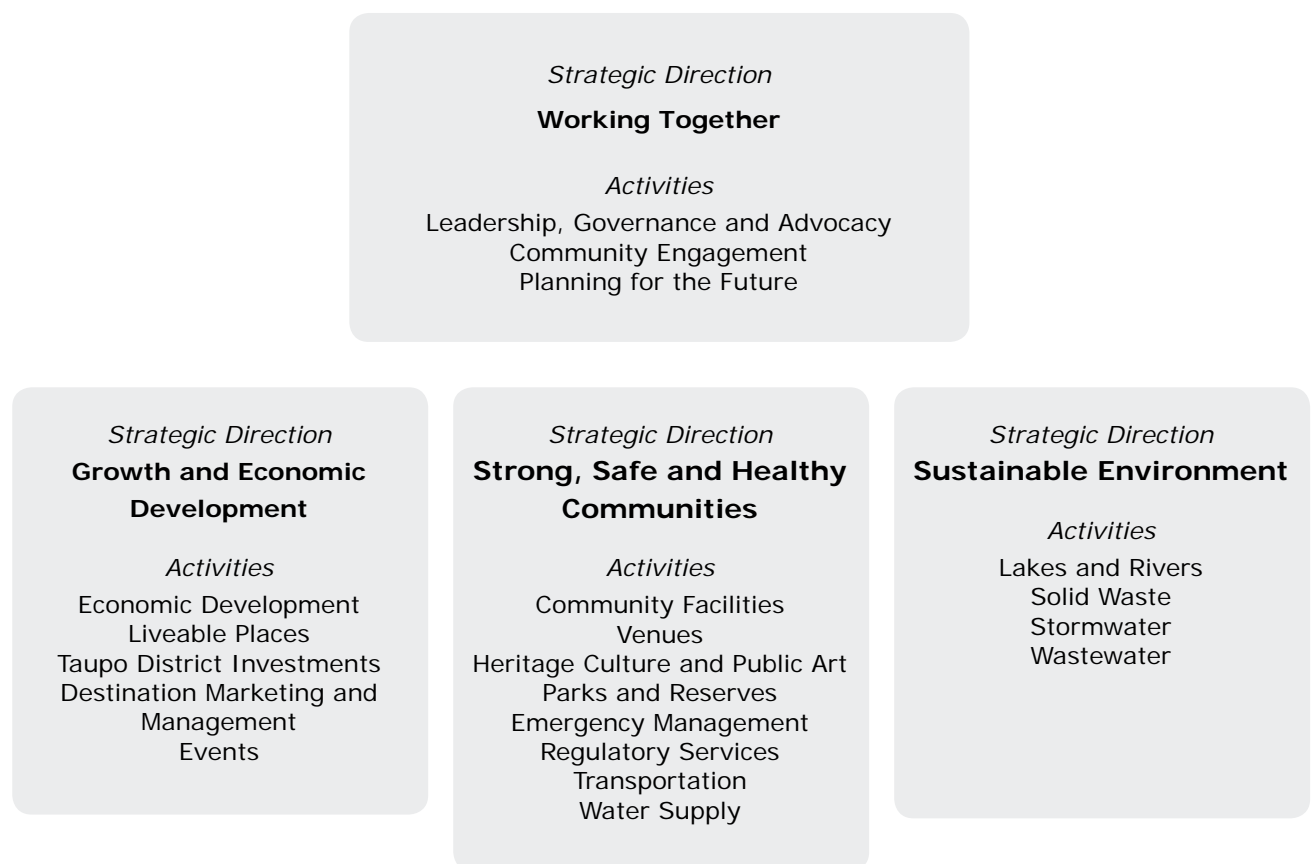 Strategic Direction
Working Together
Activities
Leadership, Governance and Advocacy
Community Engagement
Planning for the Future
Strategic Direction
Growth and Economic
Development
Activities
Economic Development
Liveable Places
Taupo District Investments
Destination Marketing and
Management
Events
Strategic Direction
Strong, Safe and Healthy
Communities
Activities
Community Facilities
Venues
Heritage Culture and Public Art
Parks and Reserves
Emergency Management
Regulatory Services
Transportation
Water Supply
Strategic Direction
Sustainable Environment
Activities
Lakes and Rivers
Solid Waste
Stormwater
Wastewater